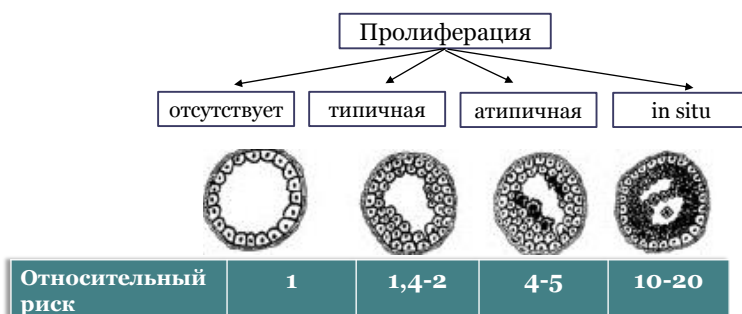 Пролиферация
отсутствует типичная атипичная in situ
Относительный 1 1,4-2 4-5 10-20
риск